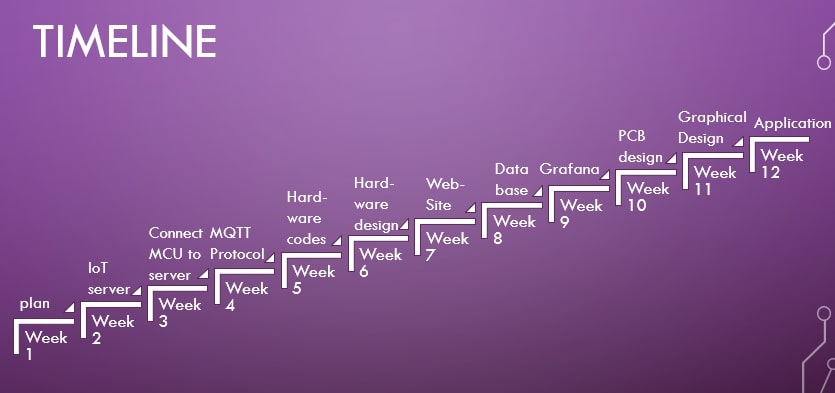 TIMELINE
plan
Week
1
IoT
server
Week
2
Connect
MCU to
server
Week
3
MQTT
Protocol
Week
4
Hard-
ware
codes
Week
5
Hard-
ware
design
Week
6
Web-
Site
Week
7
Data
base
Week
8
Grafana
Week
9
PCB
design
Week
10
Graphical
Design
Week
11
Application
Week
12